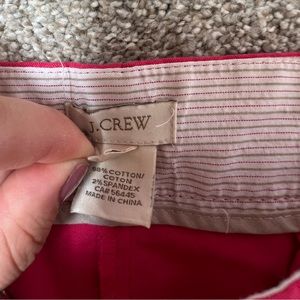 J.CREW
98% COTTON/
COTON
2% SPANDEX
CA# 56445
MADE IN CHINA